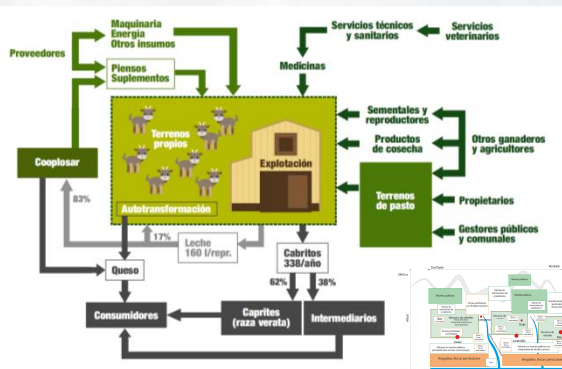 Maquinaria
Energía
Otros insumos
Servicios técnicos
y sanitarios
Servicios
veterinarios
Proveedores
Piensos
Suplementos
Medicinas
Terrenos
propios
Explotación
Sementales y
reproductores
Productos
de cosecha
Otros ganaderos
y agricultores
Cooplosar
Terrenos
de pasto
Propietarios
Gestores públicos
y comunales
83%
Autotransformación
17%
Leche
160 l/repr.
Cabritos
338/año
Queso
62%
38%
Consumidores
Caprites
(raza verata)
Intermediarios